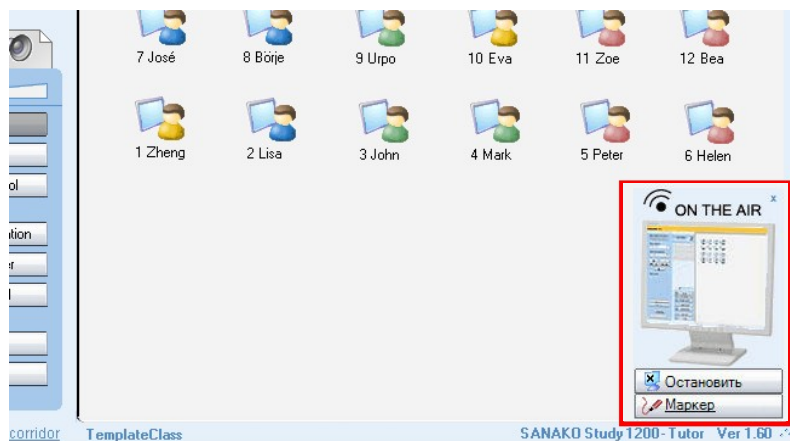 7 José 8 Börje 9 Urpo 10 Eva 11 Zoe 12 Bea
1 Zheng 2 Lisa 3 John 4 Mark 5 Peter 6 Helen
ol
ON THE AIR x
Остановить
Маркер
corridor TemplateClass SANAKO Study 1200- Tutor Ver 1.60